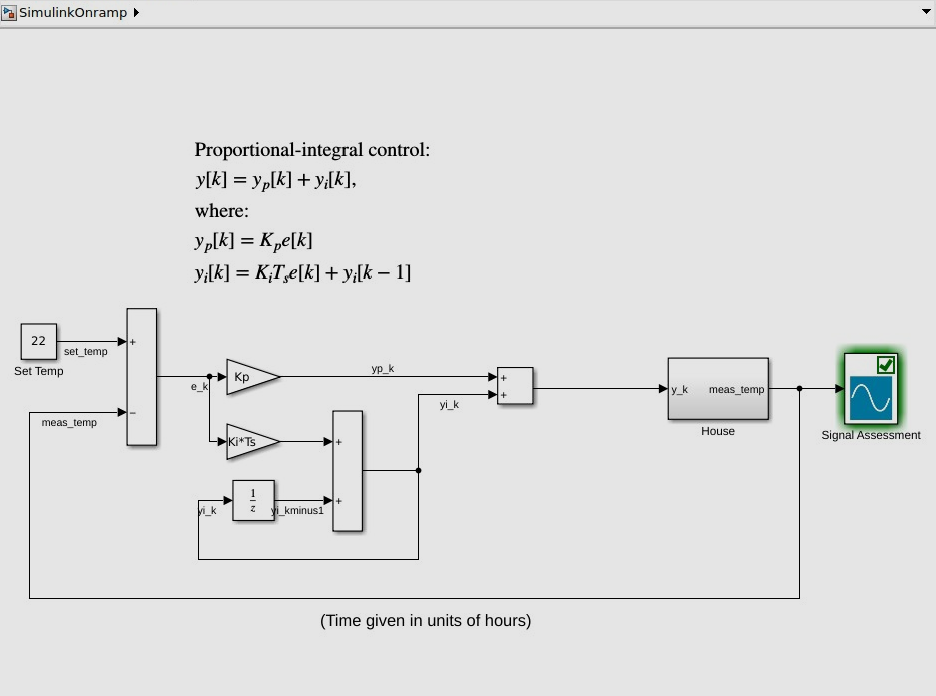 SimulinkOnramp
Proportional-integral control:
y[k] = y_p[k] + y_i[k],
where:
y_p[k] = K_p e[k]
y_i[k] = K_i T_s e[k] + y_i[k − 1]
22
set_temp
+
Set Temp
meas_temp
−
e_k
Kp
yp_k
+
+
yi_k
Ki*Ts
+
yi_k
1
z
yi_kminus1
+
y_k
meas_temp
House
Signal Assessment
(Time given in units of hours)